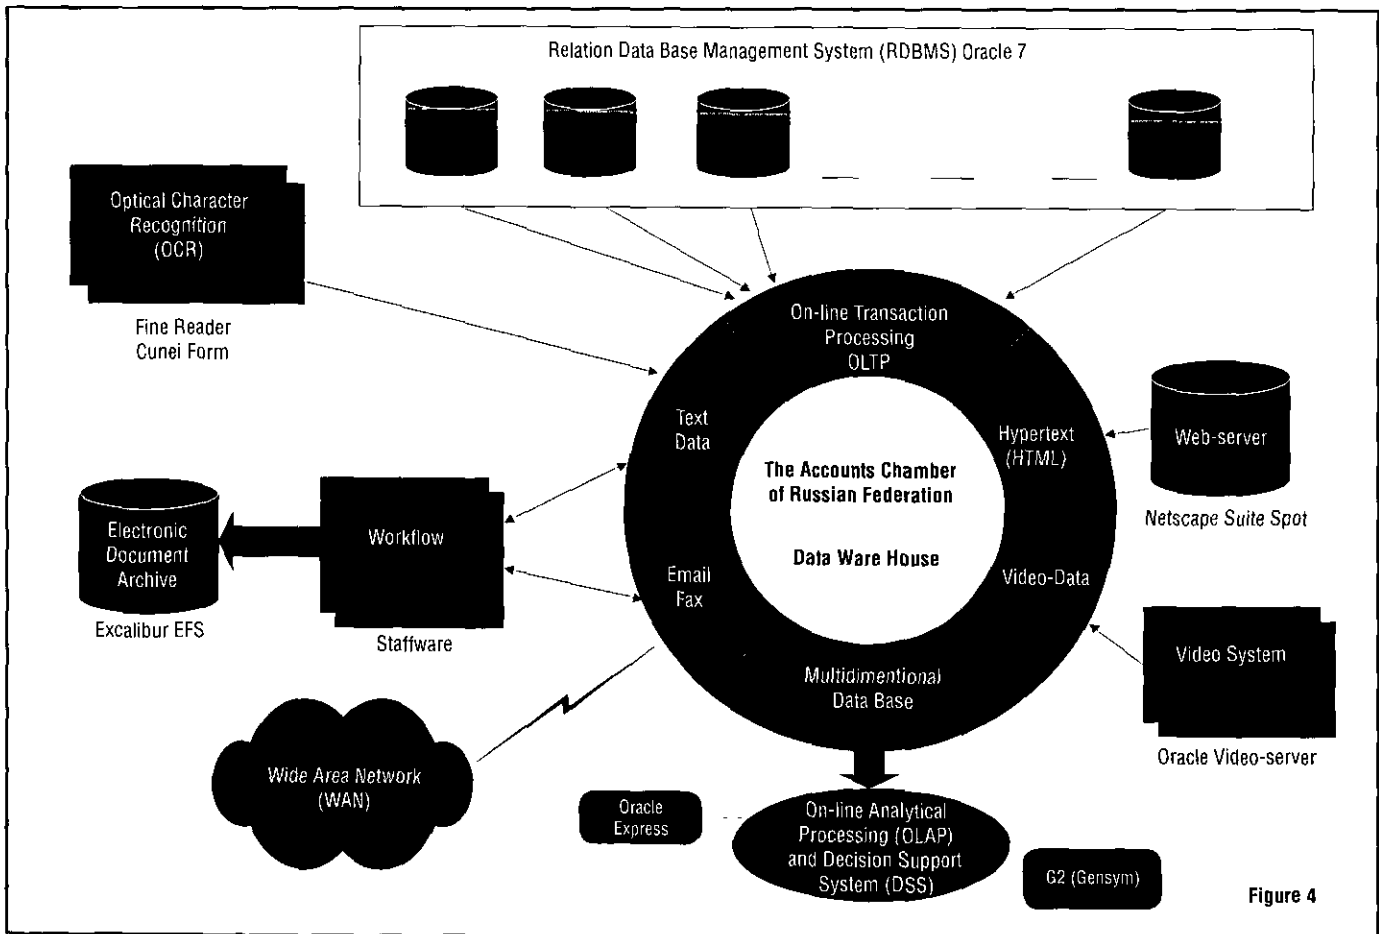 Relation Data Base Management System (RDBMS) Oracle 7
Optical Character
Recognition
(OCR)
Fine Reader
Cunei Form
On-line Transaction
Processing
OLTP
Text
Data
Hypertext
(HTML)
Web-server
Netscape Suite Spot
The Accounts Chamber
of Russian Federation
Data Ware House
Electronic
Document
Archive
Excalibur EFS
Workflow
Staffware
Email
Fax
Video-Data
Video System
Oracle Video-server
Multidimentional
Data Base
Wide Area Network
(WAN)
Oracle
Express
On-line Analytical
Processing (OLAP)
and Decision Support
System (DSS)
G2 (Gensym)
Figure 4